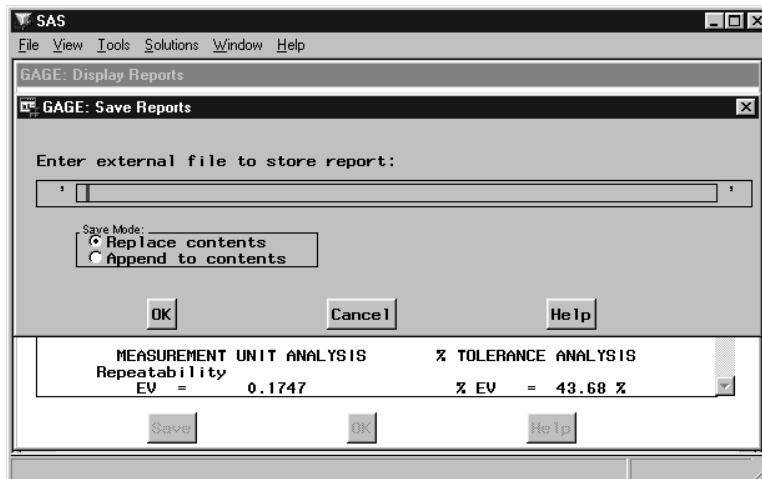 SAS
File View Tools Solutions Window Help
GAGE: Display Reports
GAGE: Save Reports
Enter external file to store report:
' '
Save Mode:
Replace contents
Append to contents
OK Cancel Help
MEASUREMENT UNIT ANALYSIS % TOLERANCE ANALYSIS
Repeatability
EV = 0.1747 % EV = 43.68 %
Save OK Help